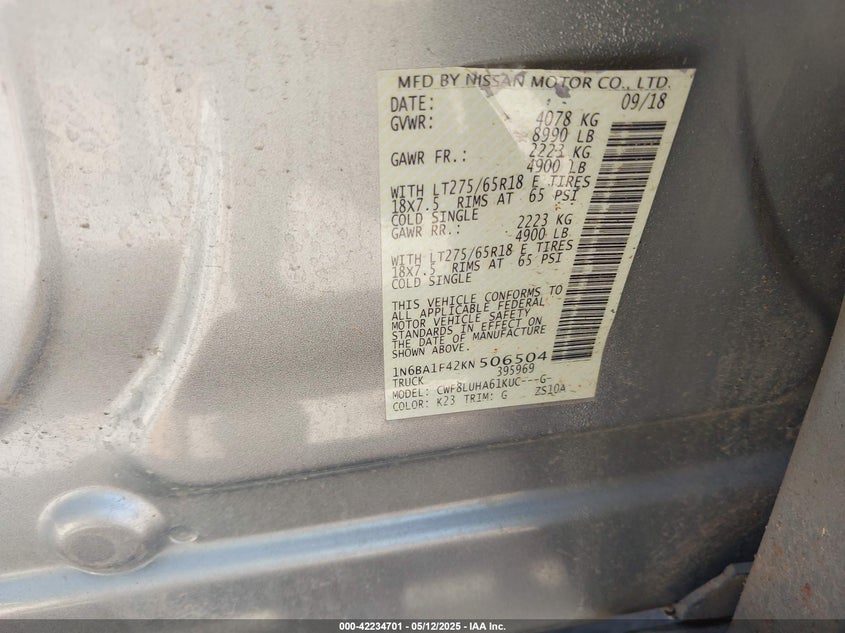 MFD BY NISSAN MOTOR CO., LTD.
DATE: 09/18
GVWR: 4078 KG
8990 LB
GAWR FR.: 2223 KG
4900 LB
WITH LT275/65R18 E TIRES
18X7.5 RIMS AT 65 PSI
COLD SINGLE
GAWR RR.: 2223 KG
4900 LB
WITH LT275/65R18 E TIRES
18X7.5 RIMS AT 65 PSI
COLD SINGLE
THIS VEHICLE CONFORMS TO
ALL APPLICABLE FEDERAL
MOTOR VEHICLE SAFETY
STANDARDS IN EFFECT ON
THE DATE OF MANUFACTURE
SHOWN ABOVE.
1N6BA1F42KN506504
TRUCK 395969
MODEL: CWF8LUHA61KUC---G-
COLOR: K23 TRIM: G ZS10A
000-42234701 - 05/12/2025 - IAA Inc.